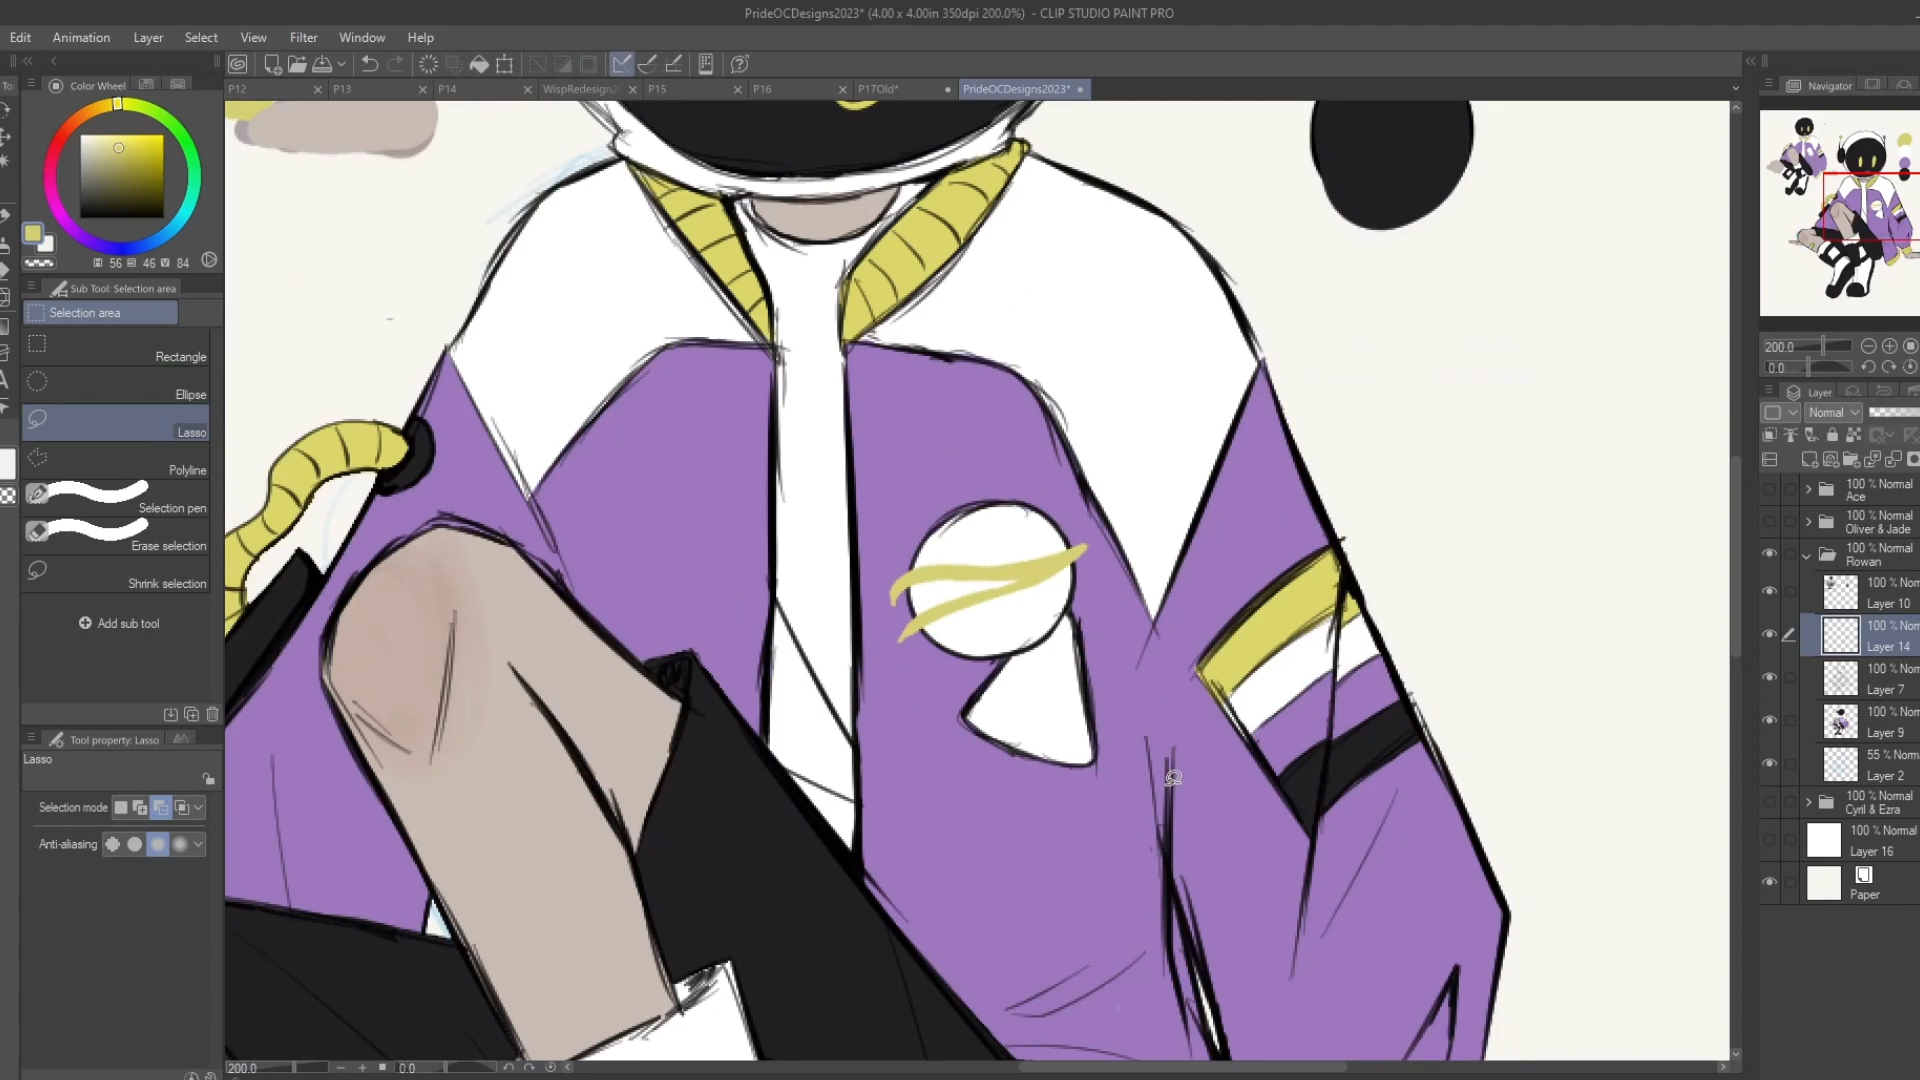 PrideOCDesigns2023* (4.00 x 4.00in 350dpi 200.0%) - CLIP STUDIO PAINT PRO
Edit Animation Layer Select View Filter Window Help
P12 P13 P14 WispRedesign2 P15 P16 P17Old* PrideOCDesigns2023*
Color Wheel
H 56 S 46 V 84
Sub Tool: Selection area
Selection area
Rectangle
Ellipse
Lasso
Polyline
Selection pen
Erase selection
Shrink selection
Add sub tool
Tool property: Lasso
Lasso
Selection mode
Anti-aliasing
200.0 0.0
Navigator
200.0
0.0
Layer
Normal
100 % Normal
Ace
100 % Normal
Oliver & Jade
100 % Normal
Rowan
100 % Nor
Layer 10
100 % Nor
Layer 14
100 % Nor
Layer 7
100 % Nor
Layer 9
55 % Norm
Layer 2
100 % Normal
Cyril & Ezra
100 % Normal
Layer 16
Paper